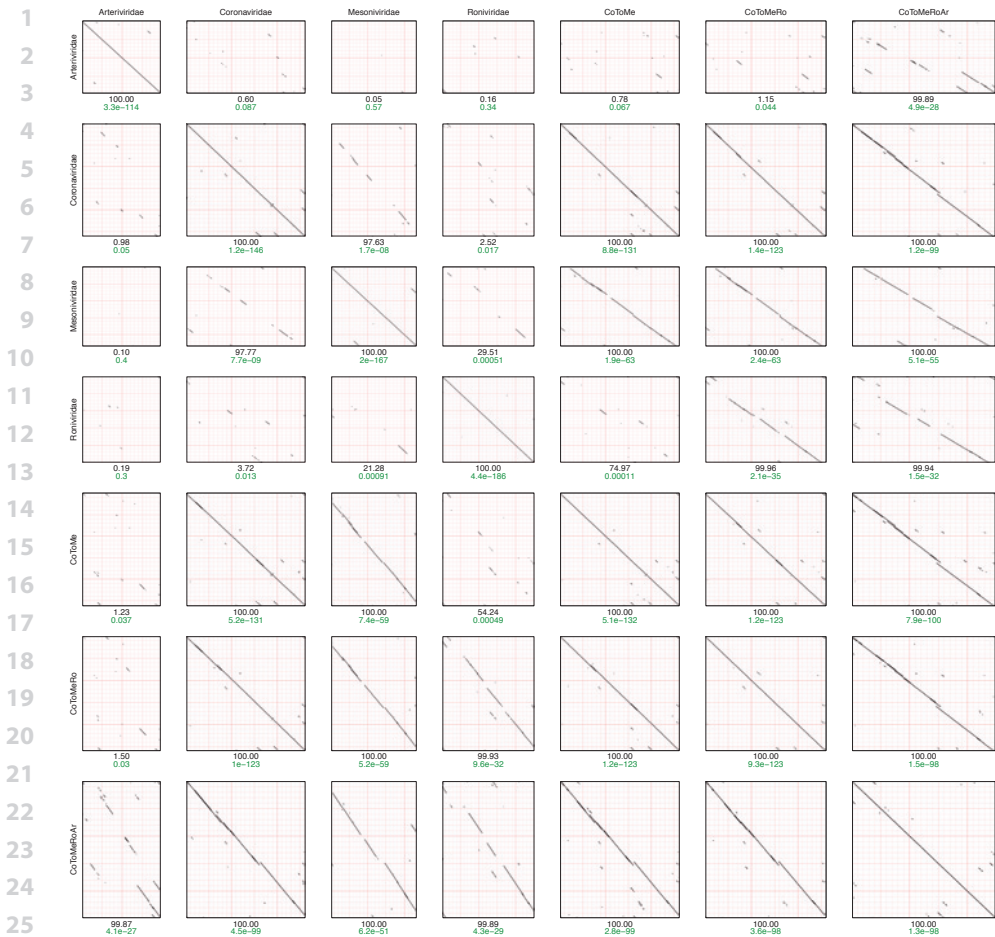 Arteriviridae Coronaviridae Mesoniviridae Roniviridae CoToMe CoToMeRo CoToMeRoAr
1
2
3
Arteriviridae
100.00 0.60 0.05 0.16 0.78 1.15 99.89
3.3e−114 0.087 0.57 0.34 0.067 0.044 4.9e−28
4
5
6
7
Coronaviridae
0.98 100.00 97.63 2.52 100.00 100.00 100.00
0.05 1.2e−146 1.7e−08 0.017 8.8e−131 1.4e−123 1.2e−99
8
9
10
Mesoniviridae
0.10 97.77 100.00 29.51 100.00 100.00 100.00
0.4 7.7e−09 2e−167 0.00051 1.9e−63 2.4e−63 5.1e−55
11
12
13
Roniviridae
0.19 3.72 21.28 100.00 74.97 99.96 99.94
0.3 0.013 0.00091 4.4e−186 0.00011 2.1e−35 1.5e−32
14
15
16
17
CoToMe
1.23 100.00 100.00 54.24 100.00 100.00 100.00
0.037 5.2e−131 7.4e−59 0.00049 5.1e−132 1.2e−123 7.9e−100
18
19
20
CoToMeRo
1.50 100.00 100.00 99.93 100.00 100.00 100.00
0.03 1e−123 5.2e−59 9.6e−32 1.2e−123 9.3e−123 1.5e−98
21
22
23
24
25
CoToMeRoAr
99.87 100.00 100.00 99.89 100.00 100.00 100.00
4.1e−27 4.5e−99 6.2e−51 4.3e−29 2.8e−99 3.6e−98 1.3e−98